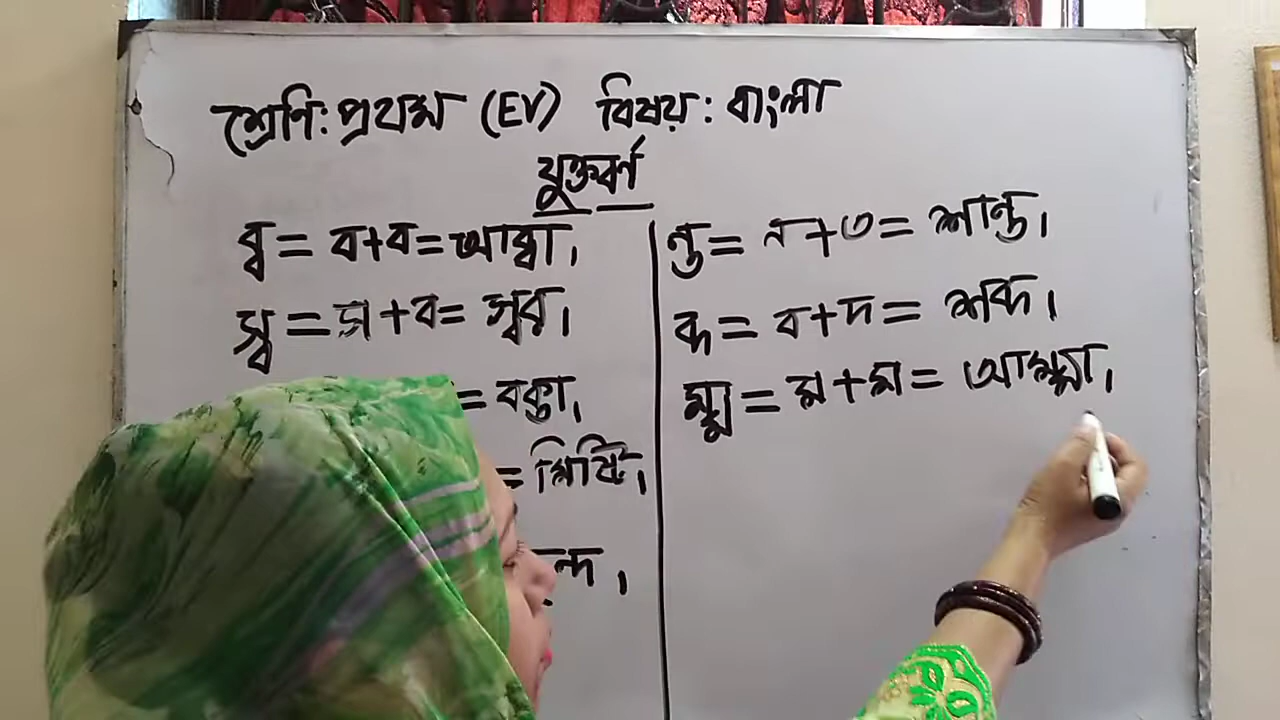 শ্রেণি: প্রথম (EV) বিষয়: বাংলা
যুক্তবর্ণ
ব্ব = ব+ব= আব্বা।
স্ব = স+ব= স্বর।
= বক্তা।
= মিষ্টি।
ন্দ।
ন্ত = ন+ত= শান্ত।
ব্দ = ব+দ= শব্দ।
ম্ম = ম+ম= আম্মা।